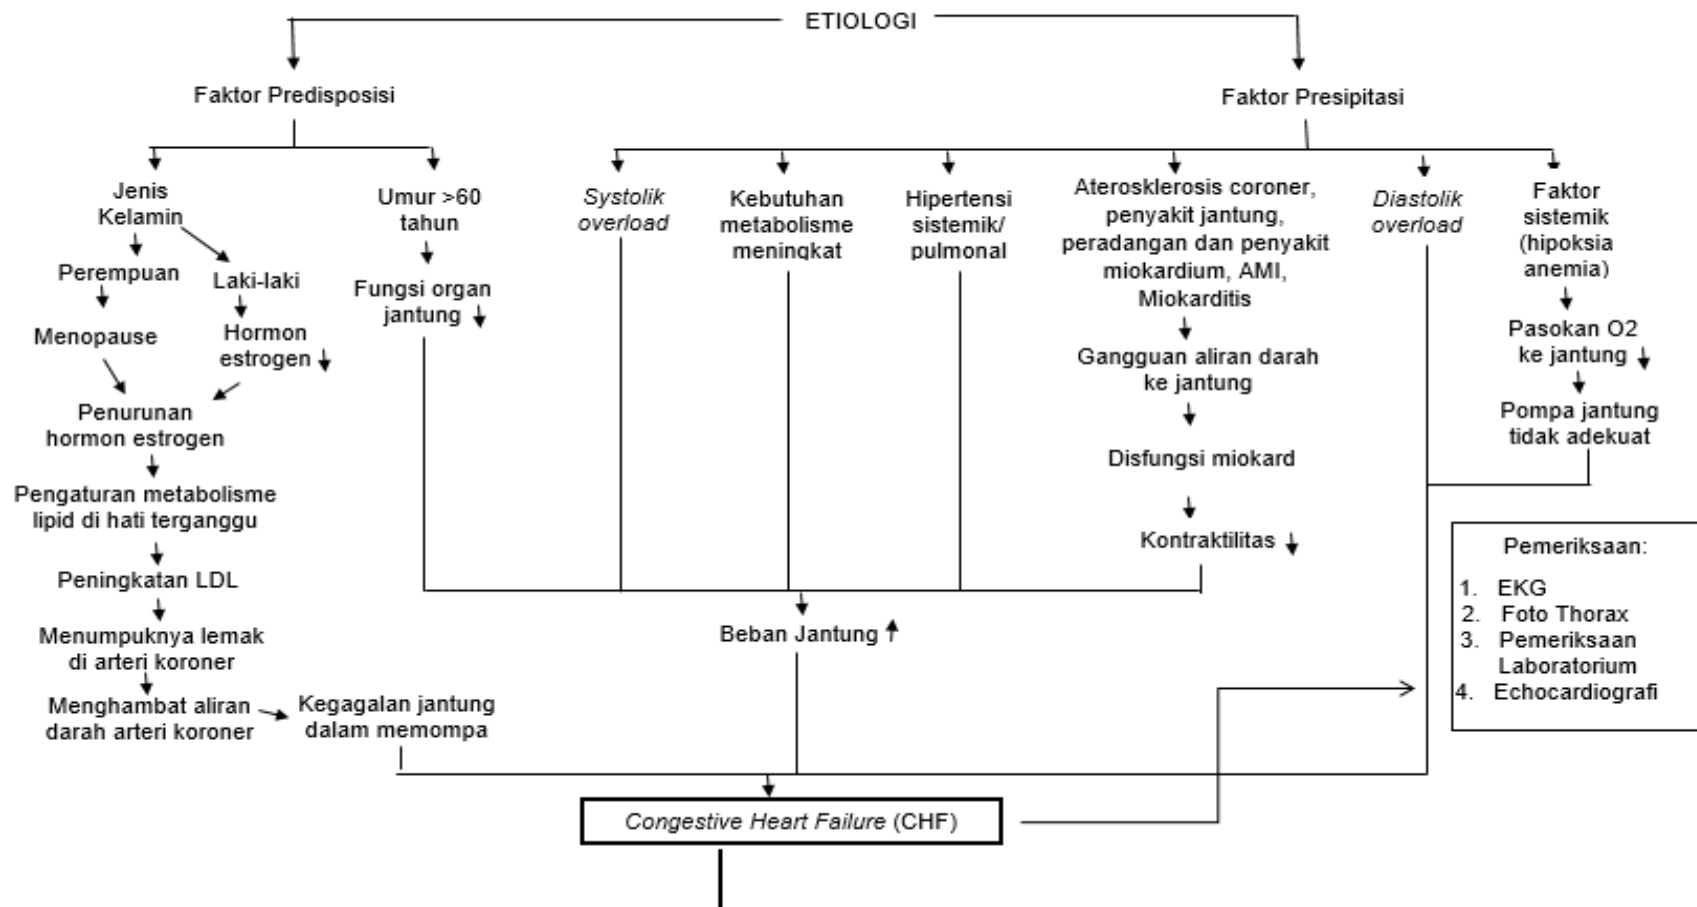 ETIOLOGI
Faktor Predisposisi
Faktor Presipitasi
Jenis
Kelamin
Perempuan
Laki-laki
Menopause
Hormon
estrogen
Penurunan
hormon estrogen
Pengaturan metabolisme
lipid di hati terganggu
Peningkatan LDL
Menumpuknya lemak
di arteri koroner
Menghambat aliran
darah arteri koroner
Kegagalan jantung
dalam memompa
Umur >60
tahun
Fungsi organ
jantung
Systolik
overload
Kebutuhan
metabolisme
meningkat
Hipertensi
sistemik/
pulmonal
Aterosklerosis coroner,
penyakit jantung,
peradangan dan penyakit
miokardium, AMI,
Miokarditis
Gangguan aliran darah
ke jantung
Disfungsi miokard
Kontraktilitas
Diastolik
overload
Faktor
sistemik
(hipoksia
anemia)
Pasokan O2
ke jantung
Pompa jantung
tidak adekuat
Beban Jantung
Pemeriksaan:
1. EKG
2. Foto Thorax
3. Pemeriksaan
Laboratorium
4. Echocardiografi
Congestive Heart Failure (CHF)